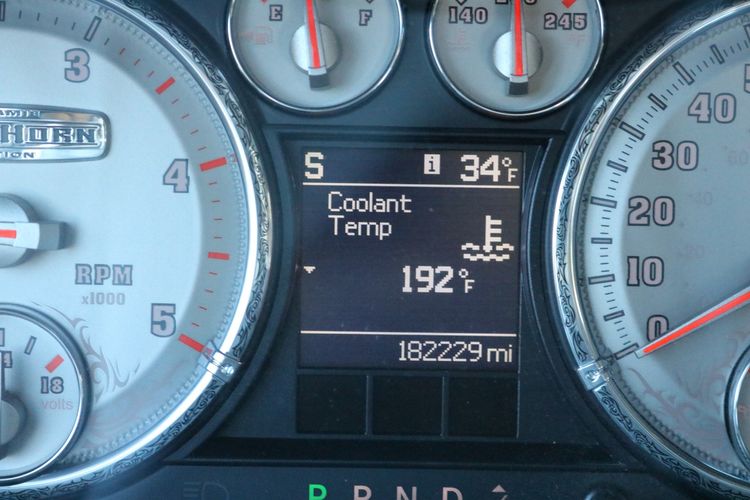 E F
140 245
3
HORN
4
RPM
x1000
5
18
volts
S i 34°F
Coolant
Temp
192°F
182229 mi
40
30
20
10
0
P R N D